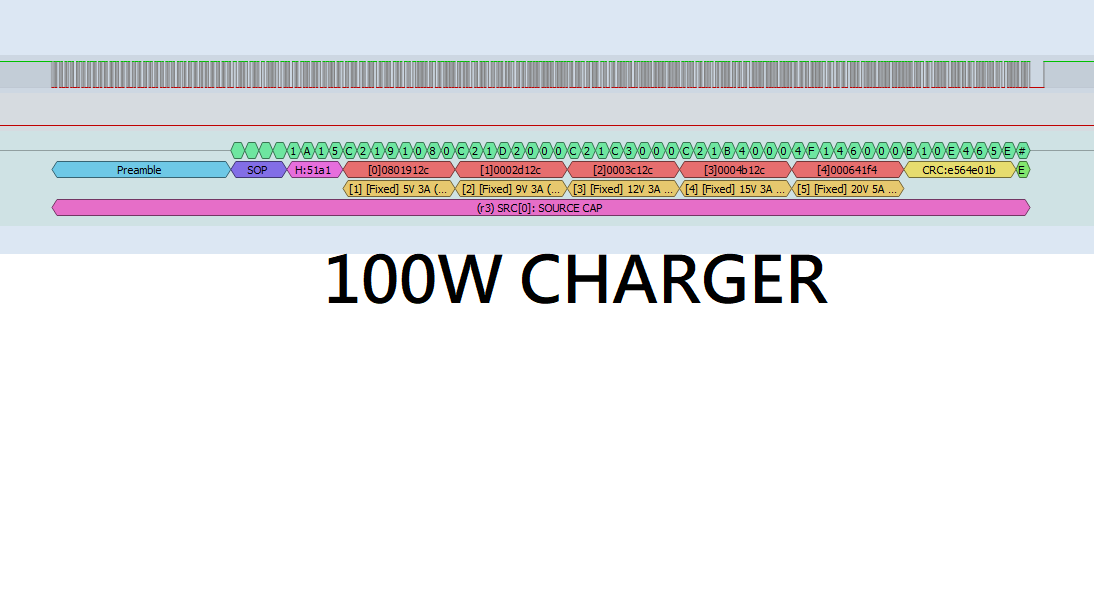 1 A 1 5 C 2 1 9 1 0 8 0 C 2 1 D 2 0 0 0 C 2 1 C 3 0 0 0 C 2 1 B 4 0 0 0 4 F 1 4 6 0 0 0 B 1 0 E 4 6 5 E #
Preamble SOP H:51a1 [0]0801912c [1]0002d12c [2]0003c12c [3]0004b12c [4]000641f4 CRC:e564e01b E
[1] [Fixed] 5V 3A (... [2] [Fixed] 9V 3A (... [3] [Fixed] 12V 3A ... [4] [Fixed] 15V 3A ... [5] [Fixed] 20V 5A ...
(r3) SRC[0]: SOURCE CAP
100W CHARGER